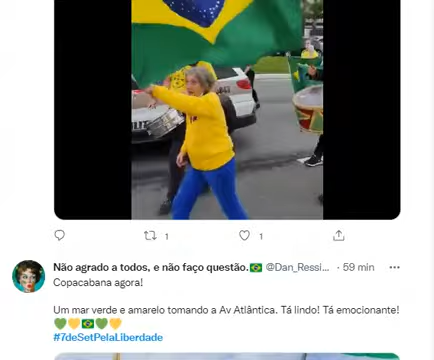 1 1
Não agrado a todos, e não faço questão.🇧🇷 @Dan_Ressi... · 59 min
Copacabana agora!
Um mar verde e amarelo tomando a Av Atlântica. Tá lindo! Tá emocionante!
💚💛🇧🇷💚💛
#7deSetPelaLiberdade